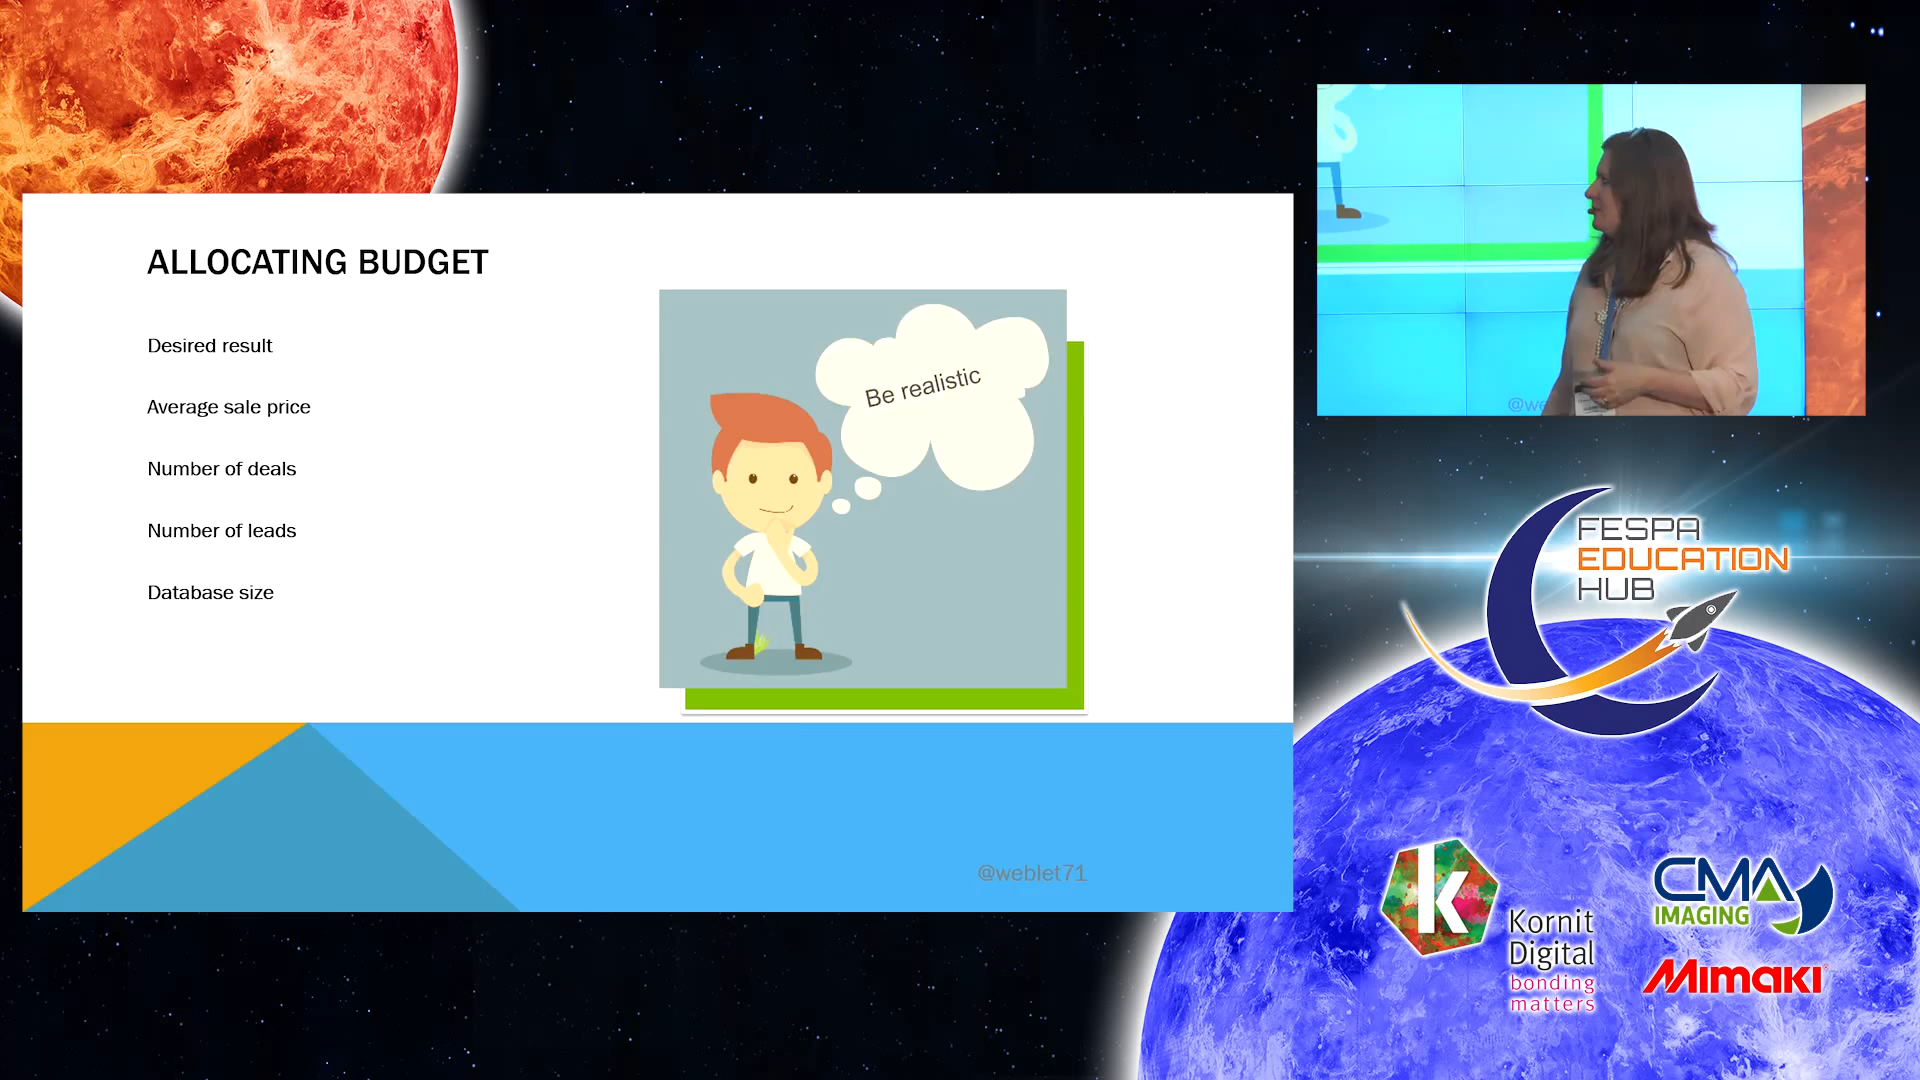 ALLOCATING BUDGET
Desired result
Average sale price
Number of deals
Number of leads
Database size
Be realistic
@weblet71
@we
FESPA
EDUCATION
HUB
k
Kornit
Digital
bonding
matters
CMA
IMAGING
Mimaki